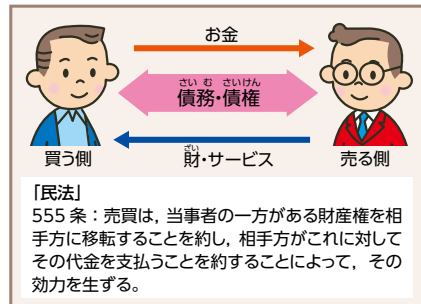 お金
さいむ さいけん
債務・債権
ざい
財・サービス
買う側
売る側
「民法」
555条：売買は，当事者の一方がある財産権を相
手方に移転することを約し，相手方がこれに対して
その代金を支払うことを約することによって，その
効力を生ずる。